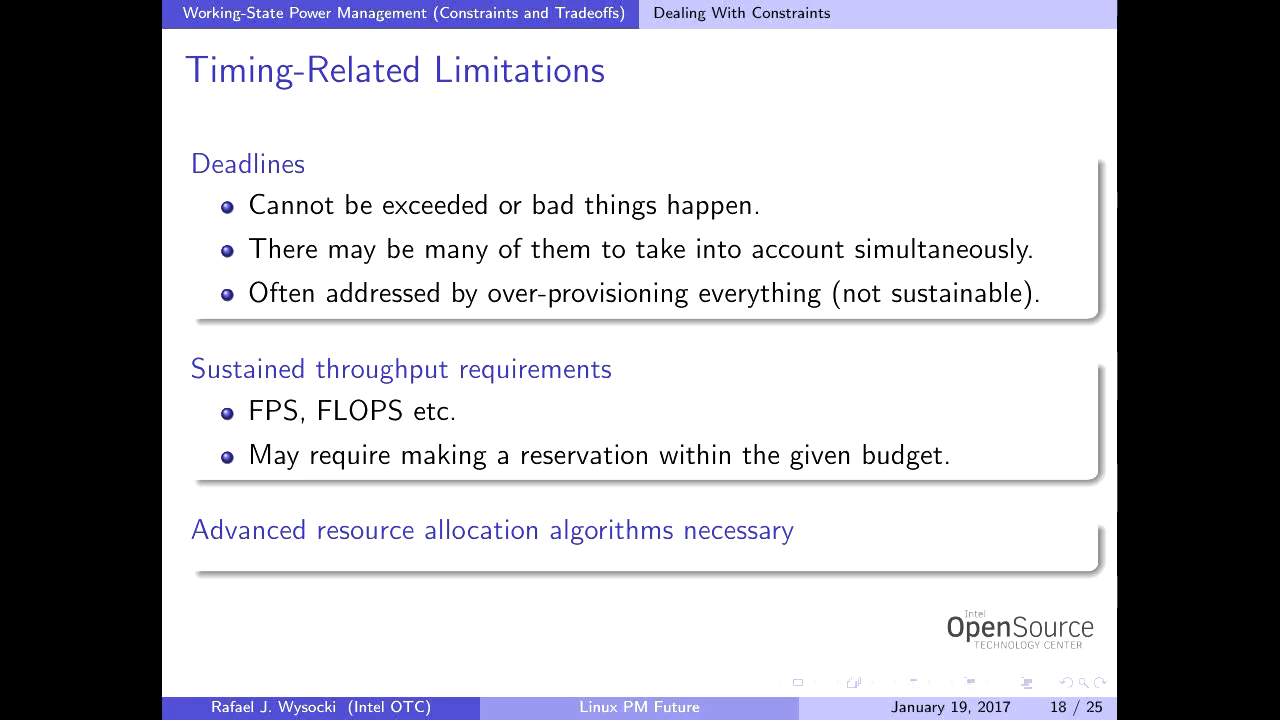 Working-State Power Management (Constraints and Tradeoffs) Dealing With Constraints
Timing-Related Limitations
Deadlines
Cannot be exceeded or bad things happen.
There may be many of them to take into account simultaneously.
Often addressed by over-provisioning everything (not sustainable).
Sustained throughput requirements
FPS, FLOPS etc.
May require making a reservation within the given budget.
Advanced resource allocation algorithms necessary
Intel
OpenSource
TECHNOLOGY CENTER
Rafael J. Wysocki (Intel OTC) Linux PM Future January 19, 2017 18 / 25